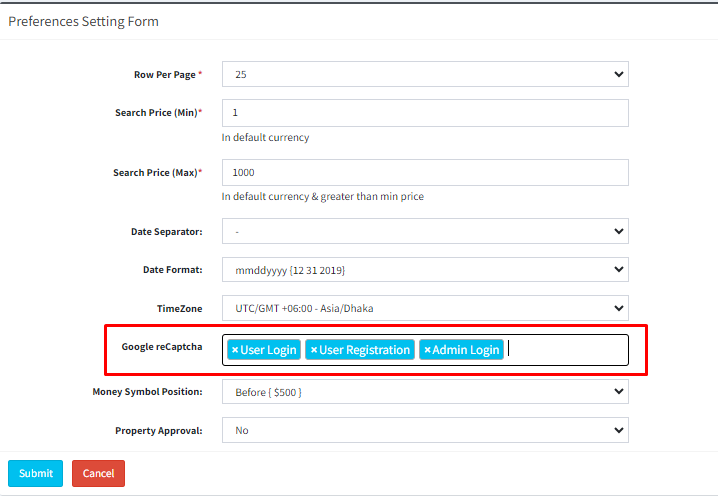 Preferences Setting Form
Row Per Page * 25
Search Price (Min)* 1
In default currency
Search Price (Max)* 1000
In default currency & greater than min price
Date Separator: -
Date Format: mmddyyyy {12 31 2019}
TimeZone UTC/GMT +06:00 - Asia/Dhaka
Google reCaptcha ×User Login ×User Registration ×Admin Login
Money Symbol Position: Before { $500 }
Property Approval: No
Submit Cancel